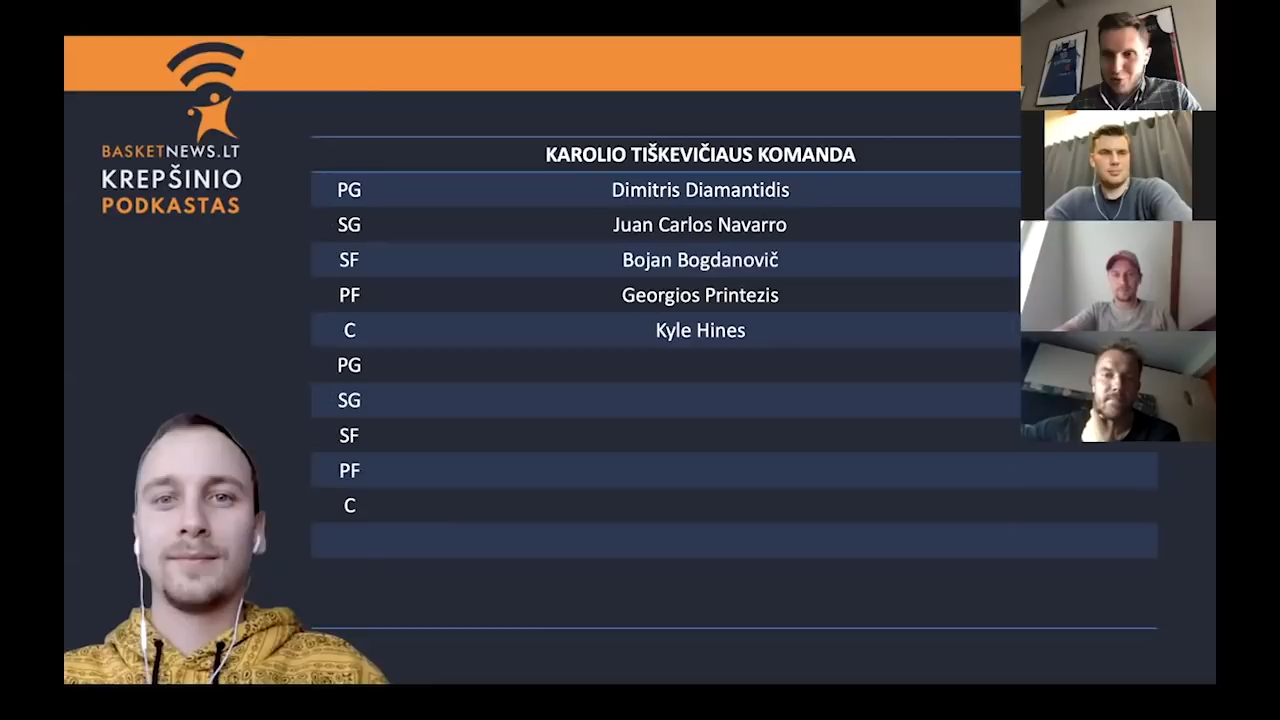 BASKETNEWS.LT
KREPŠINIO
PODKASTAS
KAROLIO TIŠKEVIČIAUS KOMANDA
PG Dimitris Diamantidis
SG Juan Carlos Navarro
SF Bojan Bogdanovič
PF Georgios Printezis
C Kyle Hines
PG
SG
SF
PF
C